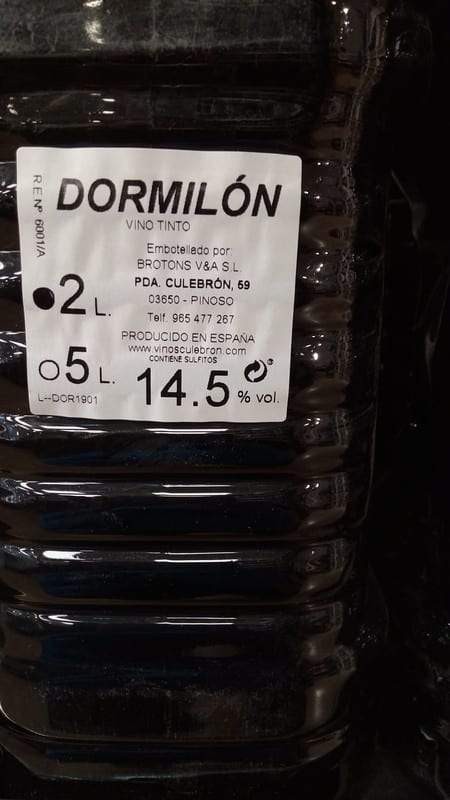 R E Nº 6001/A
DORMILÓN
VINO TINTO
Embotellado por:
BROTONS V&A S.L.
PDA. CULEBRÓN, 59
03650 - PINOSO
Telf. 965 477 267
PRODUCIDO EN ESPAÑA
www.vinosculebron.com
CONTIENE SULFITOS
2 L.
5 L.
L--DOR1901
14.5 % vol.